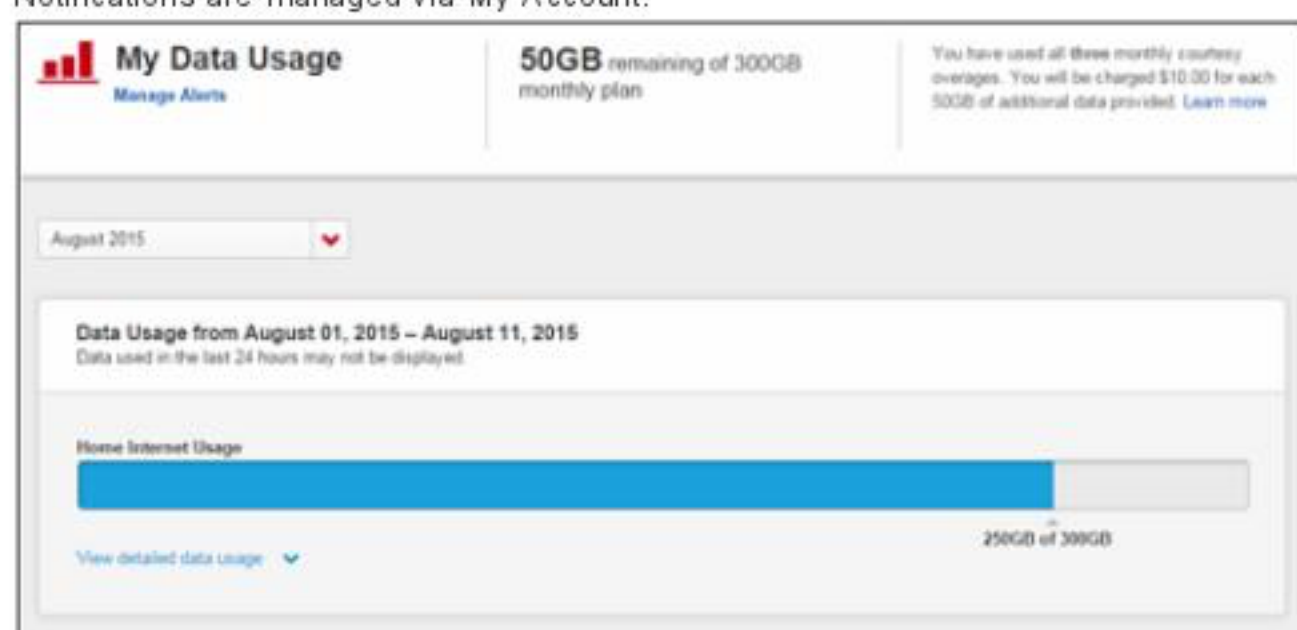 Notifications are managed via My Account.
My Data Usage
Manage Alerts
50GB remaining of 300GB
monthly plan
You have used all three monthly courtesy
overages. You will be charged $10.00 for each
50GB of additional data provided. Learn more
August 2015
Data Usage from August 01, 2015 – August 11, 2015
Data used in the last 24 hours may not be displayed.
Home Internet Usage
250GB of 300GB
View detailed data usage